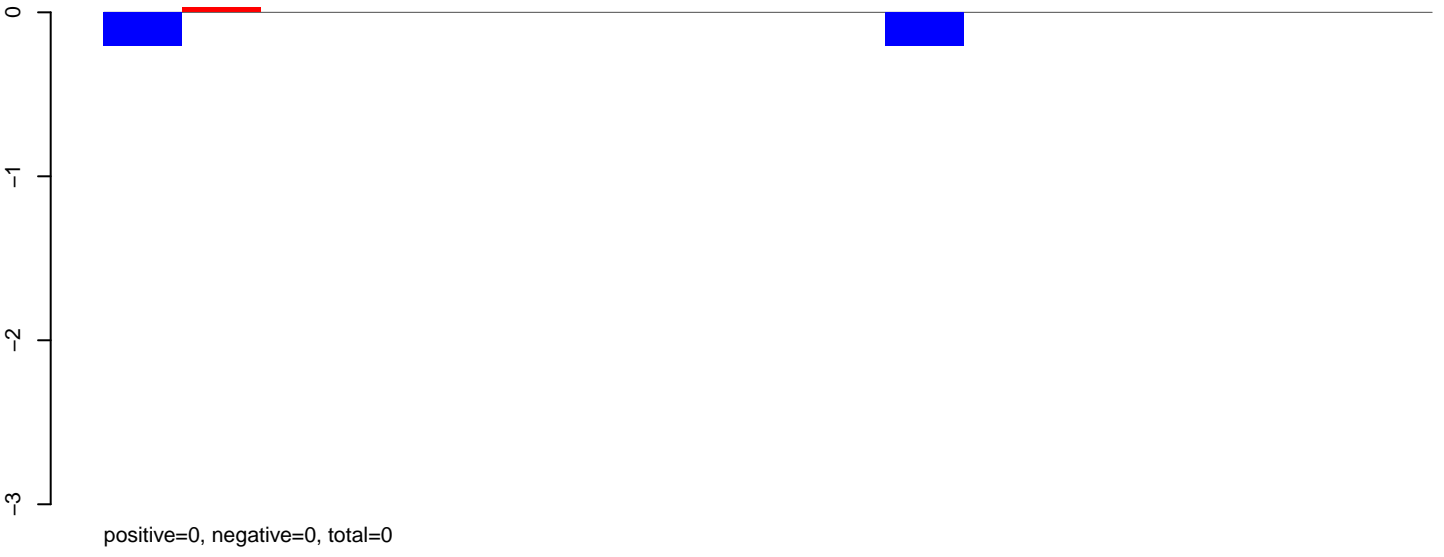 0
−1
−2
−3
positive=0, negative=0, total=0